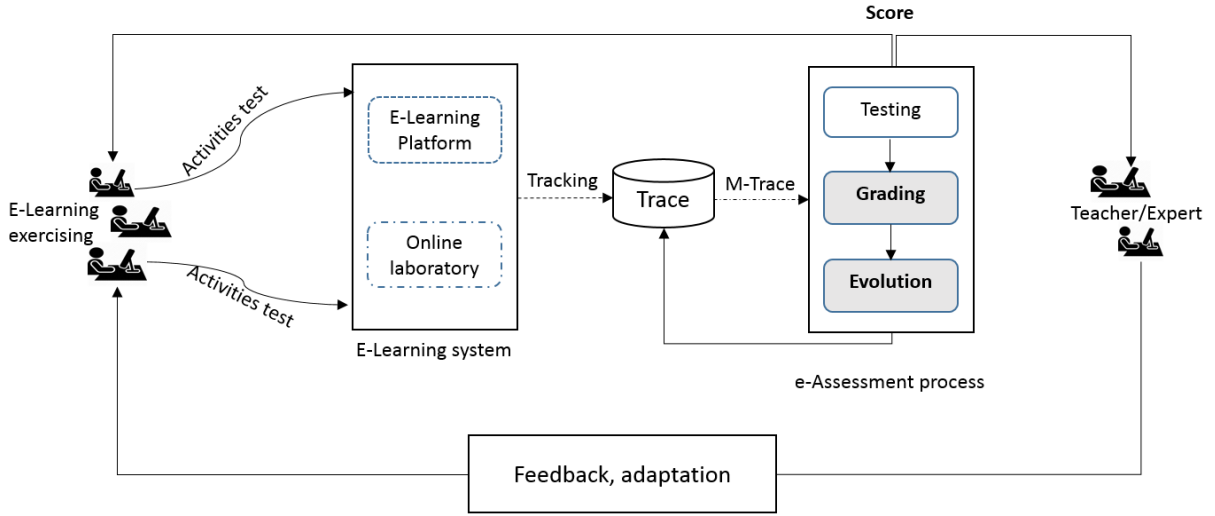 Score
Activities test
E-Learning
Platform
Testing
Tracking
Trace
M-Trace
Grading
E-Learning
exercising
Teacher/Expert
Online
laboratory
Activities test
Evolution
E-Learning system
e-Assessment process
Feedback, adaptation